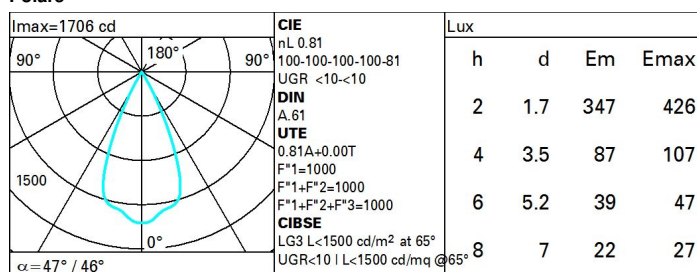 Imax=1706 cd
90° 180° 90°
1500
0°
α=47° / 46°
CIE
nL 0.81
100-100-100-100-81
UGR <10-<10
DIN
A.61
UTE
0.81A+0.00T
F"1=1000
F"1+F"2=1000
F"1+F"2+F"3=1000
CIBSE
LG3 L<1500 cd/m² at 65°
UGR<10 | L<1500 cd/mq @65°
Lux
h d Em Emax
2 1.7 347 426
4 3.5 87 107
6 5.2 39 47
8 7 22 27